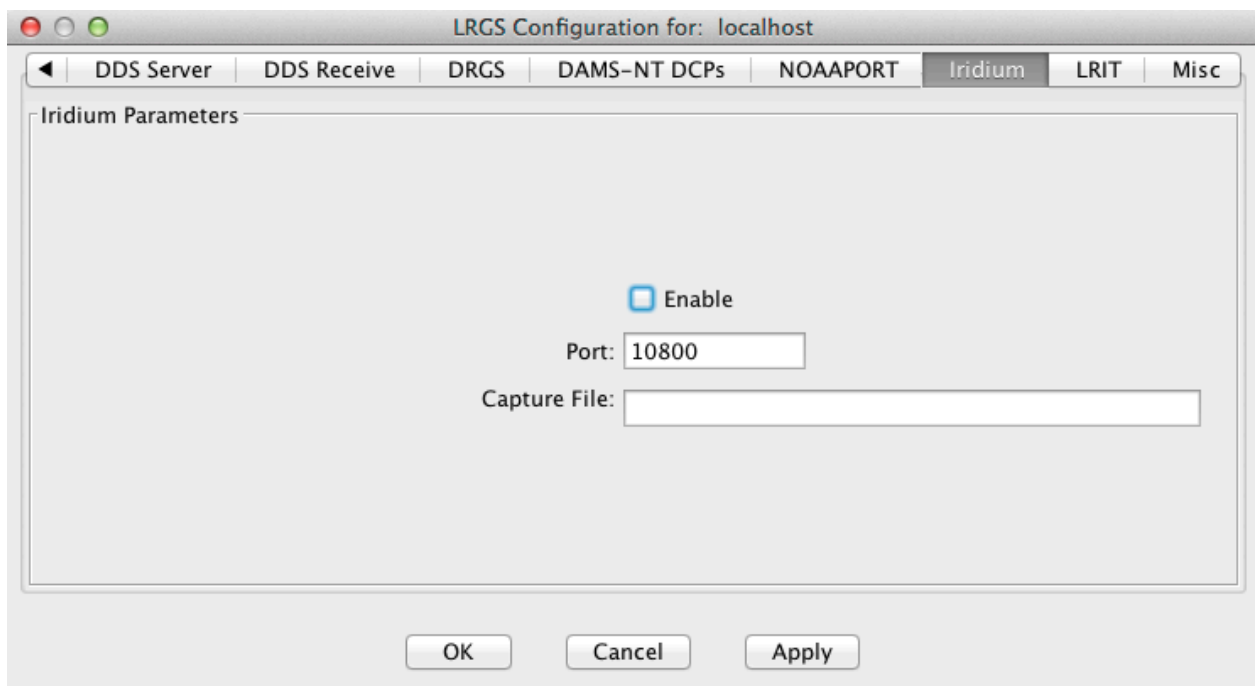 LRGS Configuration for: localhost
DDS Server DDS Receive DRGS DAMS-NT DCPs NOAAPORT Iridium LRIT Misc
Iridium Parameters
Enable
Port: 10800
Capture File:
OK Cancel Apply